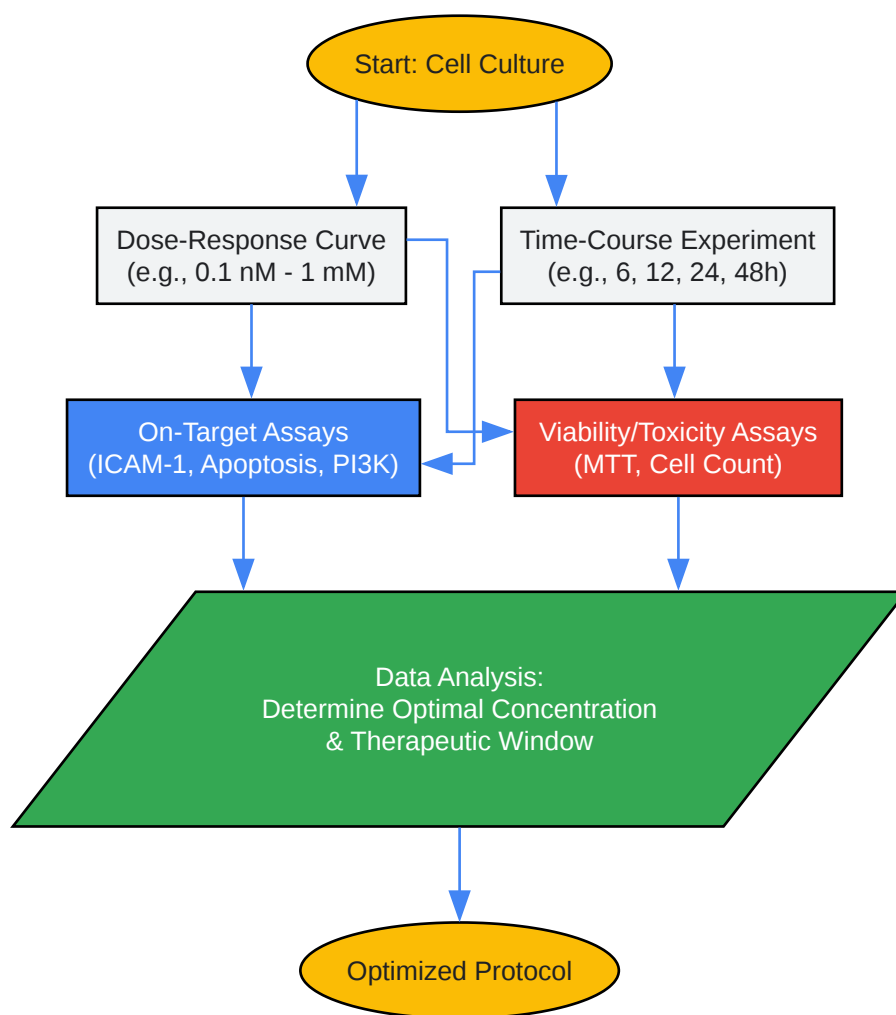 Start: Cell Culture
Dose-Response Curve
(e.g., 0.1 nM - 1 mM)
Time-Course Experiment
(e.g., 6, 12, 24, 48h)
On-Target Assays
(ICAM-1, Apoptosis, PI3K)
Viability/Toxicity Assays
(MTT, Cell Count)
Data Analysis:
Determine Optimal Concentration
& Therapeutic Window
Optimized Protocol